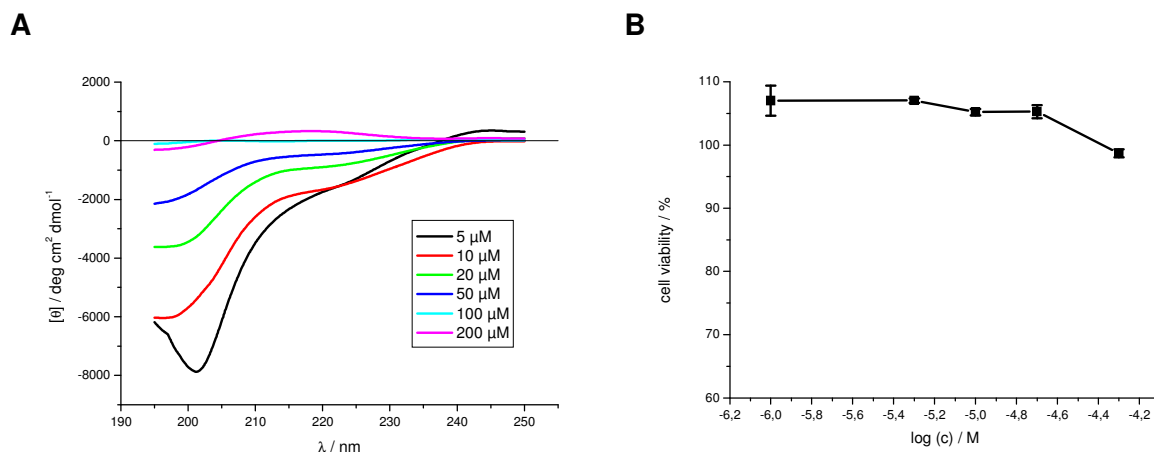 A
B
2000
0
-2000
-4000
-6000
-8000
[θ] / deg cm² dmol⁻¹
190 200 210 220 230 240 250
λ / nm
5 µM
10 µM
20 µM
50 µM
100 µM
200 µM
110
100
90
80
70
60
cell viability / %
-6,2 -6,0 -5,8 -5,6 -5,4 -5,2 -5,0 -4,8 -4,6 -4,4 -4,2
log (c) / M